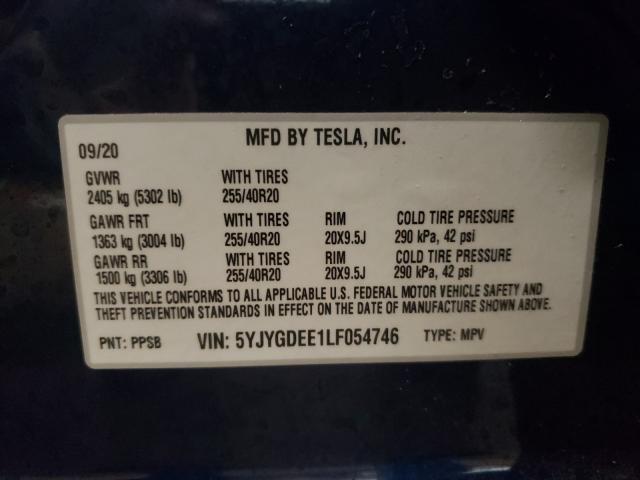 MFD BY TESLA, INC.
09/20
GVWR WITH TIRES
2405 kg (5302 lb) 255/40R20
GAWR FRT WITH TIRES RIM COLD TIRE PRESSURE
1363 kg (3004 lb) 255/40R20 20X9.5J 290 kPa, 42 psi
GAWR RR WITH TIRES RIM COLD TIRE PRESSURE
1500 kg (3306 lb) 255/40R20 20X9.5J 290 kPa, 42 psi
THIS VEHICLE CONFORMS TO ALL APPLICABLE U.S. FEDERAL MOTOR VEHICLE SAFETY AND
THEFT PREVENTION STANDARDS IN EFFECT ON THE DATE OF MANUFACTURE SHOWN ABOVE.
PNT: PPSB VIN: 5YJYGDEE1LF054746 TYPE: MPV